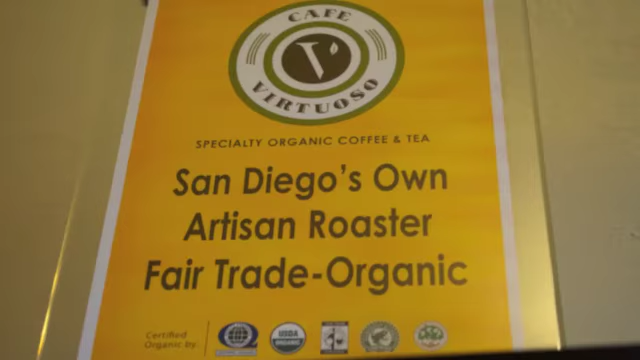 CAFE
V
VIRTUOSO
SPECIALTY ORGANIC COFFEE & TEA
San Diego's Own
Artisan Roaster
Fair Trade-Organic
Certified
Organic by:
USDA
ORGANIC